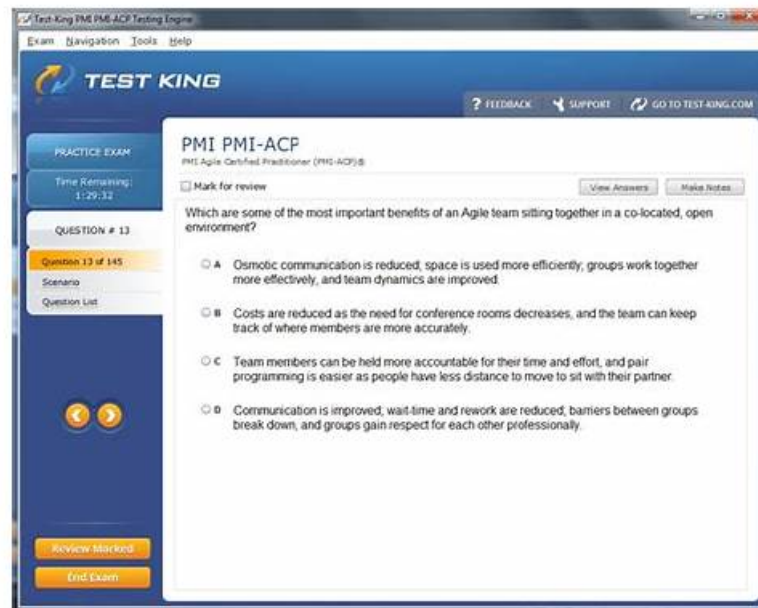 Test-King PMI PMI-ACP Testing Engine
Exam Navigation Tools Help
TEST KING
? FEEDBACK SUPPORT GO TO TEST-KING.COM
PRACTICE EXAM
Time Remaining:
1:29:32
QUESTION # 13
Question 13 of 145
Scenario
Question List
Review Marked
End Exam
PMI PMI-ACP
PMI Agile Certified Practitioner (PMI-ACP)®
Mark for review
View Answers
Make Notes
Which are some of the most important benefits of an Agile team sitting together in a co-located, open
environment?
A Osmotic communication is reduced, space is used more efficiently; groups work together
more effectively, and team dynamics are improved.
B Costs are reduced as the need for conference rooms decreases, and the team can keep
track of where members are more accurately.
C Team members can be held more accountable for their time and effort, and pair
programming is easier as people have less distance to move to sit with their partner.
D Communication is improved, wait-time and rework are reduced, barriers between groups
break down, and groups gain respect for each other professionally.